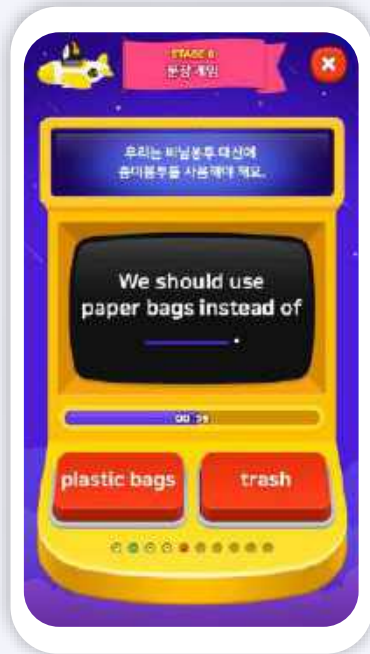 STAGE 6
문장 게임
우리는 비닐봉투 대신에
종이봉투를 사용해야 해요.
We should use
paper bags instead of
.
plastic bags
trash